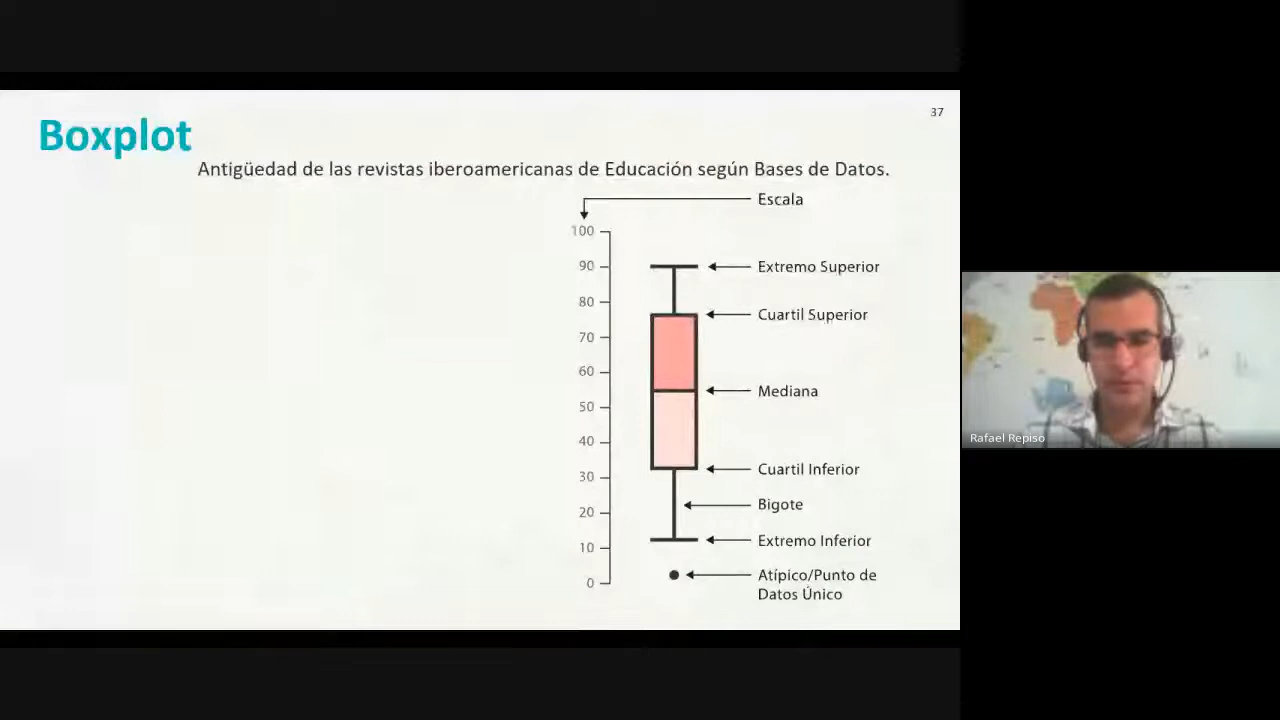 37
Boxplot
Antigüedad de las revistas iberoamericanas de Educación según Bases de Datos.
Escala
100
90
Extremo Superior
80
Cuartil Superior
70
60
Mediana
50
40
30
Cuartil Inferior
20
Bigote
10
Extremo Inferior
0
Atípico/Punto de
Datos Único
Rafael Repiso